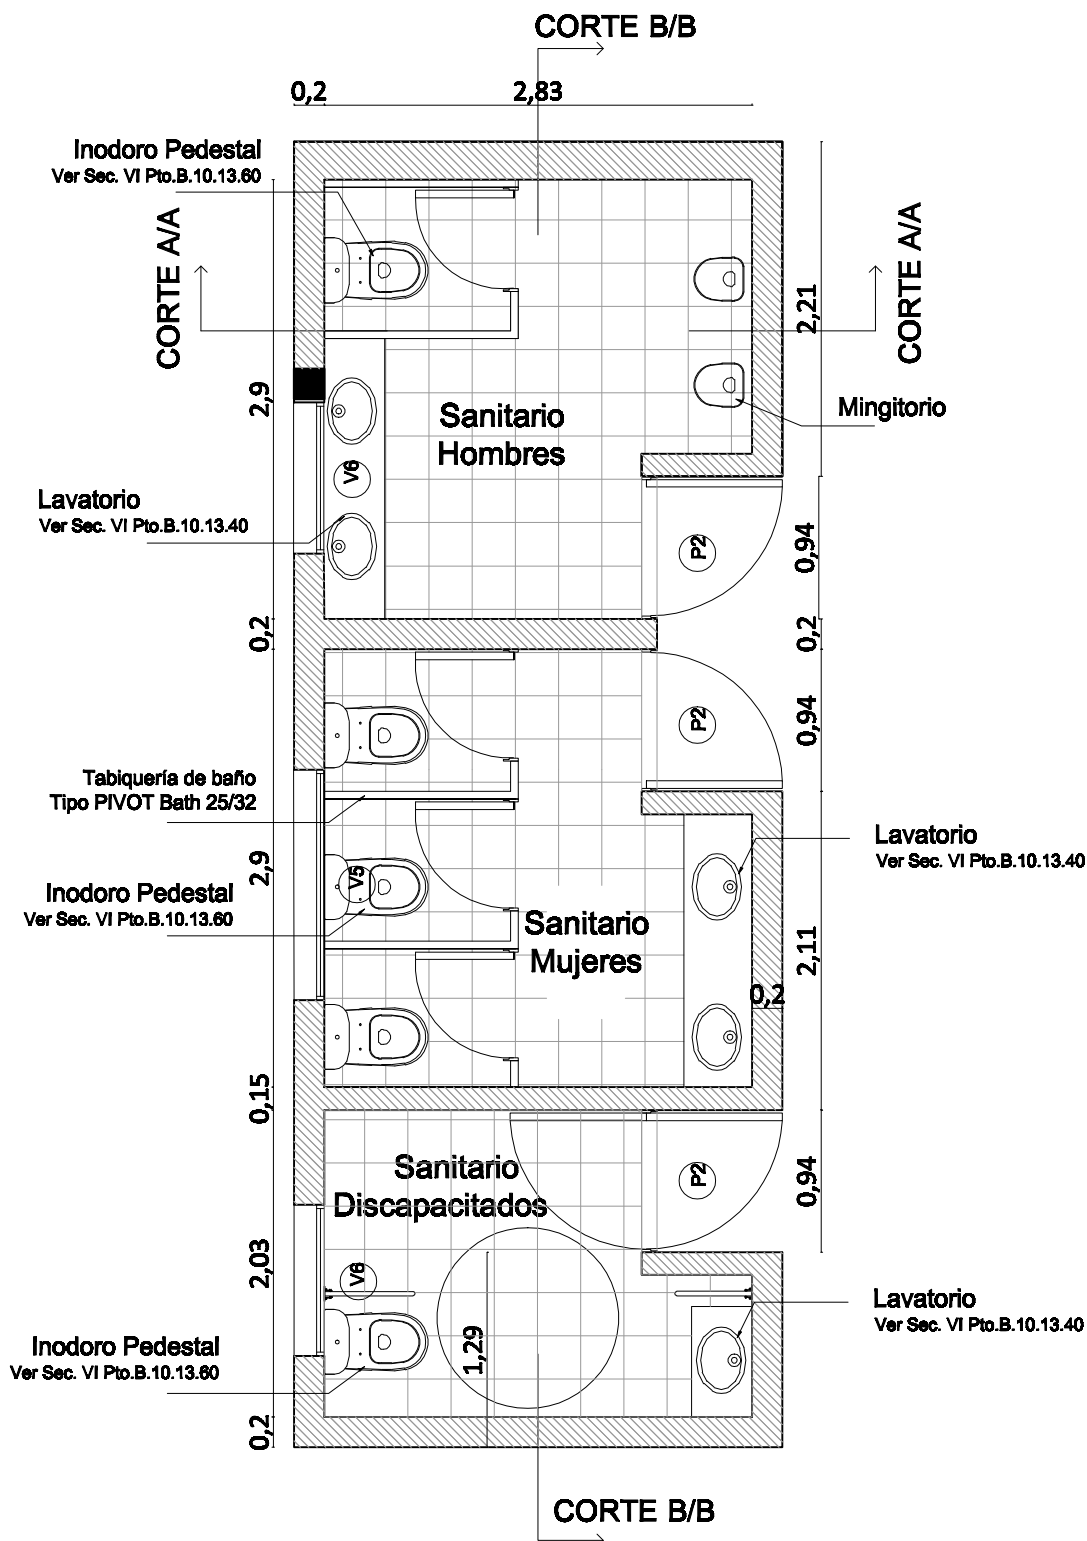 CORTE B/B
0,2
2,83
Inodoro Pedestal
Ver Sec. VI Pto.B.10.13.60
CORTE A/A
CORTE A/A
2,21
2,9
Sanitario
Hombres
Mingitorio
V6
Lavatorio
Ver Sec. VI Pto.B.10.13.40
P2
0,94
0,2
0,2
P2
0,94
Tabiquería de baño
Tipo PIVOT Bath 25/32
2,9
Lavatorio
Ver Sec. VI Pto.B.10.13.40
V5
Inodoro Pedestal
Ver Sec. VI Pto.B.10.13.60
Sanitario
Mujeres
2,11
0,2
0,15
Sanitario
Discapacitados
P2
0,94
2,03
V6
Lavatorio
Ver Sec. VI Pto.B.10.13.40
Inodoro Pedestal
Ver Sec. VI Pto.B.10.13.60
1,29
0,2
CORTE B/B